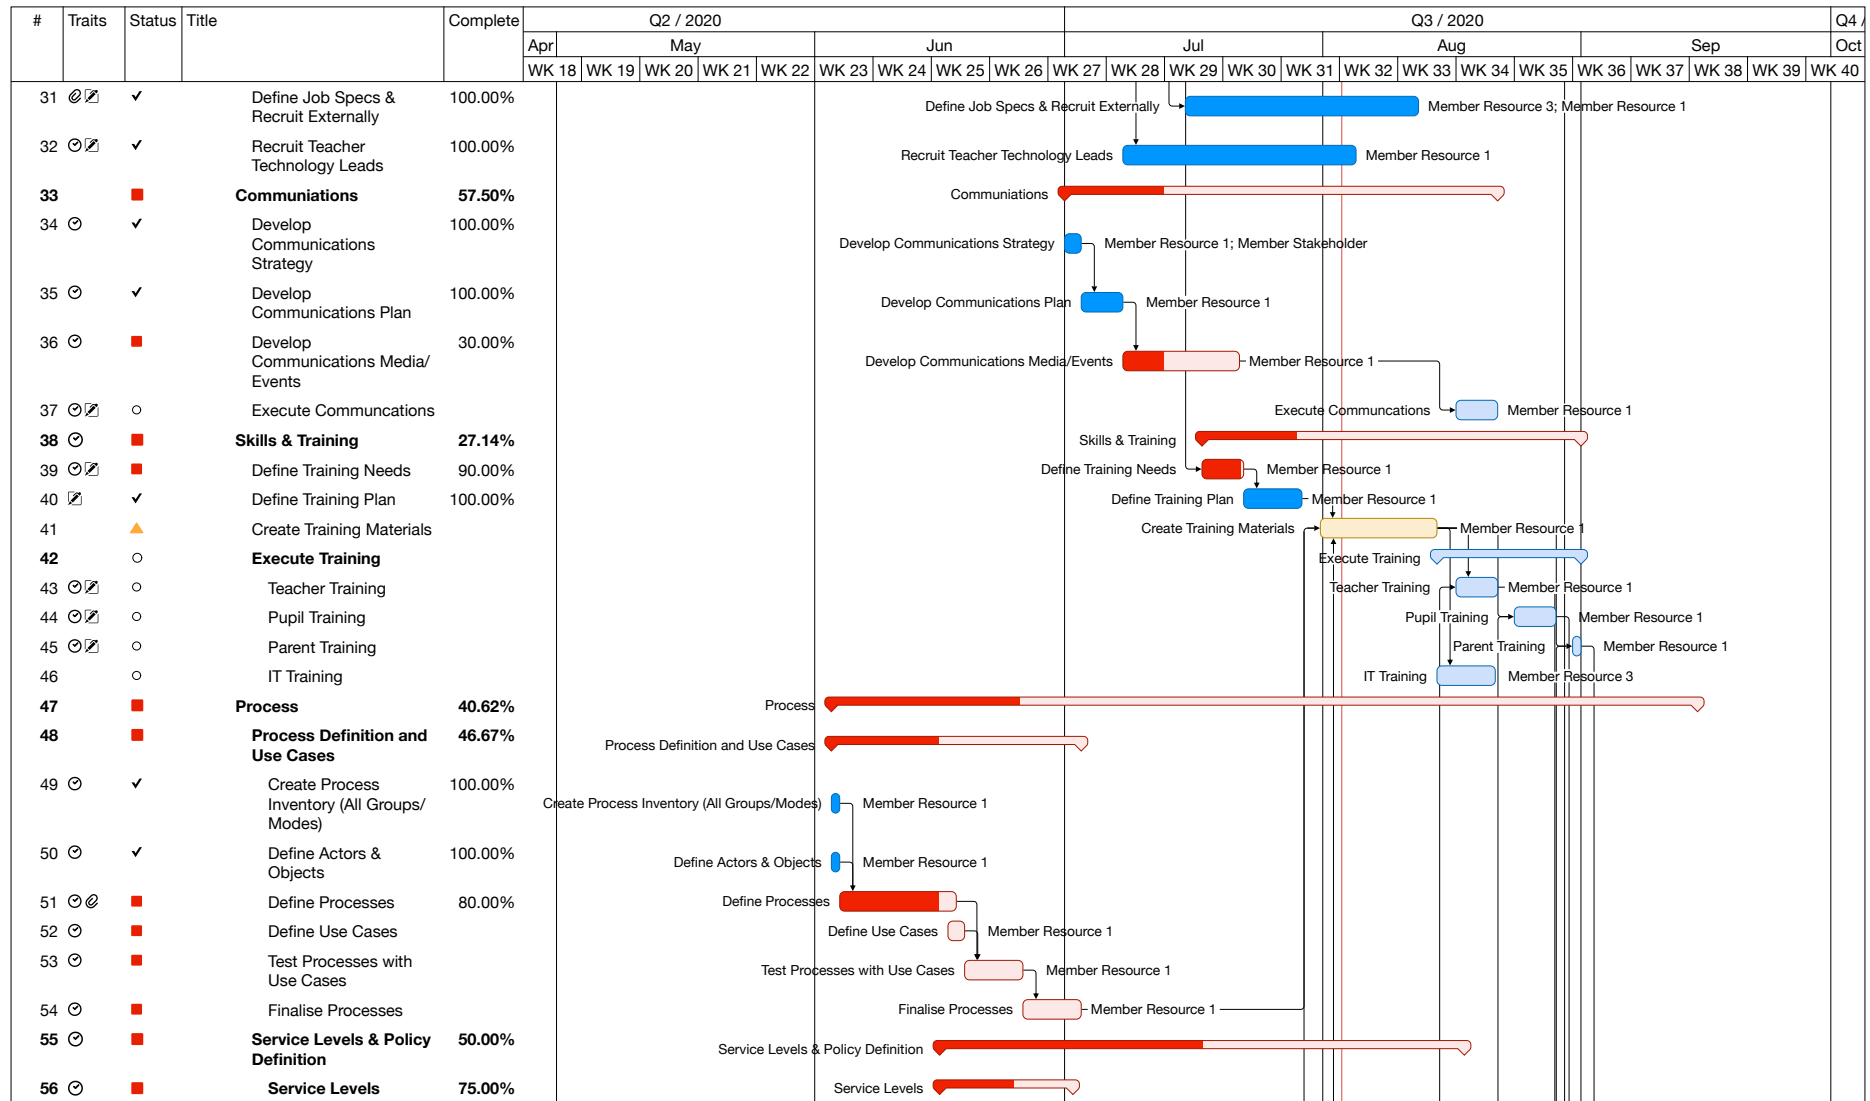 # Traits Status Title Complete Q2 / 2020 Q3 / 2020 Q4 /
Apr May Jun Jul Aug Sep Oct
WK 18 WK 19 WK 20 WK 21 WK 22 WK 23 WK 24 WK 25 WK 26 WK 27 WK 28 WK 29 WK 30 WK 31 WK 32 WK 33 WK 34 WK 35 WK 36 WK 37 WK 38 WK 39 WK 40
31 Define Job Specs & 100.00% Define Job Specs & Recruit Externally Member Resource 3; Member Resource 1
Recruit Externally
32 Recruit Teacher 100.00% Recruit Teacher Technology Leads Member Resource 1
Technology Leads
33 Communiations 57.50% Communiations
34 Develop 100.00%
Communications Develop Communications Strategy Member Resource 1; Member Stakeholder
Strategy
35 Develop 100.00% Develop Communications Plan Member Resource 1
Communications Plan
36 Develop 30.00%
Communications Media/ Develop Communications Media/Events Member Resource 1
Events
37 Execute Communcations Execute Communcations Member Resource 1
38 Skills & Training 27.14% Skills & Training
39 Define Training Needs 90.00% Define Training Needs Member Resource 1
40 Define Training Plan 100.00% Define Training Plan Member Resource 1
41 Create Training Materials Create Training Materials Member Resource 1
42 Execute Training Execute Training
43 Teacher Training Teacher Training Member Resource 1
44 Pupil Training Pupil Training Member Resource 1
45 Parent Training Parent Training Member Resource 1
46 IT Training IT Training Member Resource 3
47 Process 40.62% Process
48 Process Definition and 46.67% Process Definition and Use Cases
Use Cases
49 Create Process 100.00%
Inventory (All Groups/ Create Process Inventory (All Groups/Modes) Member Resource 1
Modes)
50 Define Actors & 100.00% Define Actors & Objects Member Resource 1
Objects
51 Define Processes 80.00% Define Processes
52 Define Use Cases Define Use Cases Member Resource 1
53 Test Processes with Test Processes with Use Cases Member Resource 1
Use Cases
54 Finalise Processes Finalise Processes Member Resource 1
55 Service Levels & Policy 50.00% Service Levels & Policy Definition
Definition
56 Service Levels 75.00% Service Levels